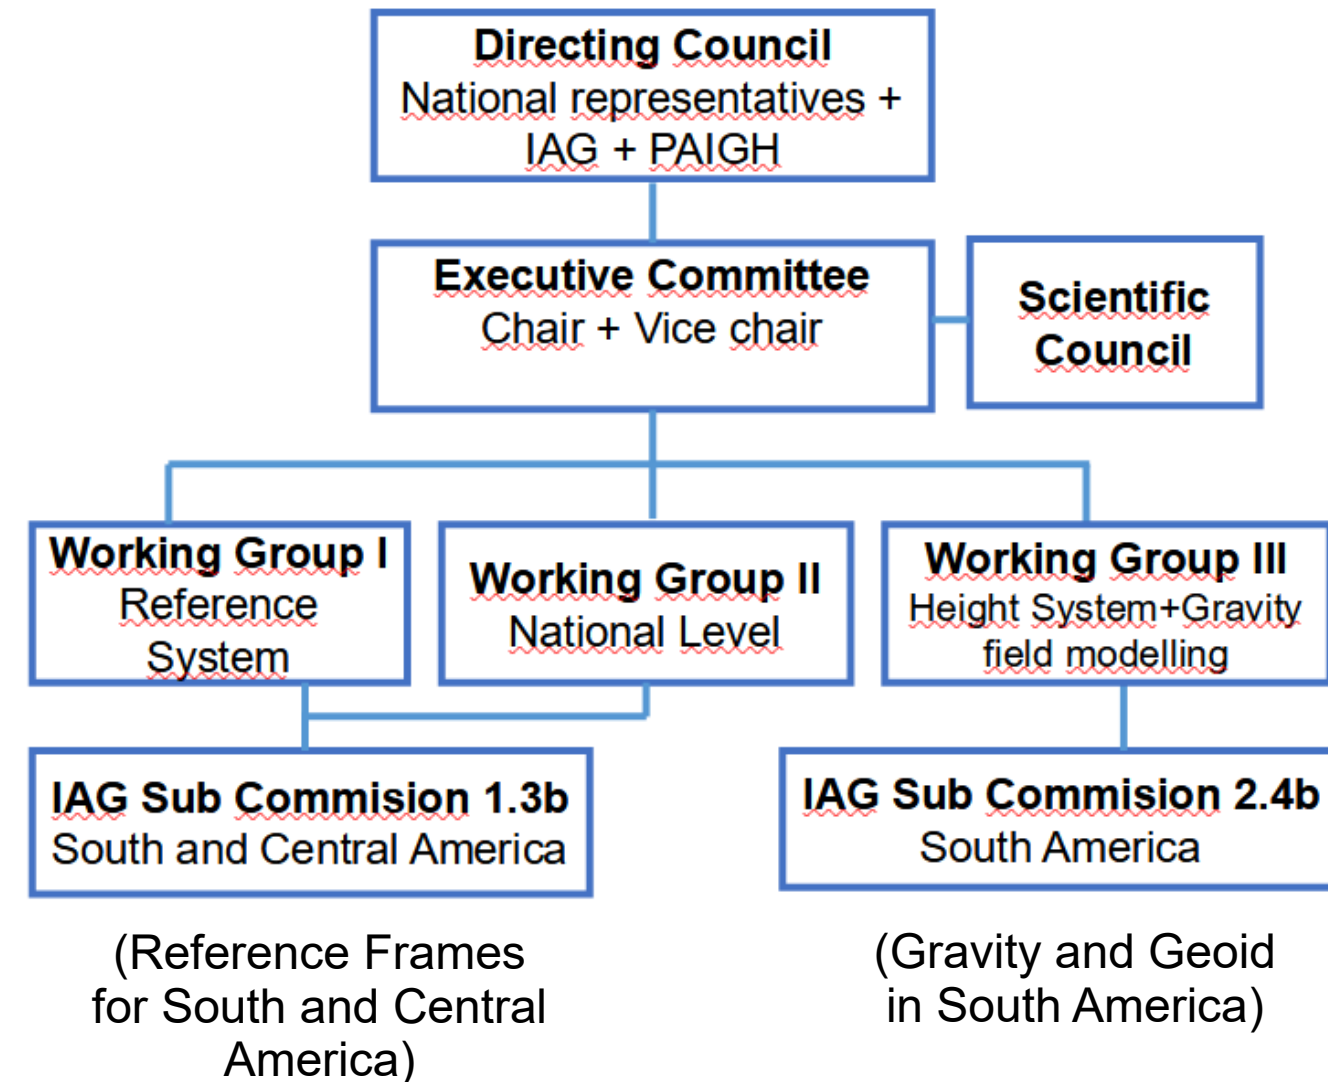 Directing Council
National representatives +
IAG + PAIGH
Executive Committee
Chair + Vice chair
Scientific
Council
Working Group I
Reference
System
Working Group II
National Level
Working Group III
Height System+Gravity
field modelling
IAG Sub Commision 1.3b
South and Central America
IAG Sub Commision 2.4b
South America
(Reference Frames
for South and Central
America)
(Gravity and Geoid
in South America)